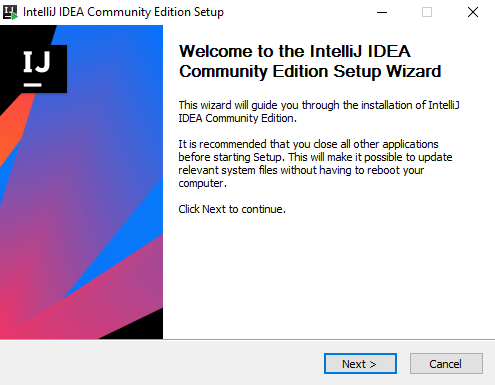 IntelliJ IDEA Community Edition Setup
IJ
Welcome to the IntelliJ IDEA
Community Edition Setup Wizard
This wizard will guide you through the installation of IntelliJ
IDEA Community Edition.
It is recommended that you close all other applications
before starting Setup. This will make it possible to update
relevant system files without having to reboot your
computer.
Click Next to continue.
Next >
Cancel